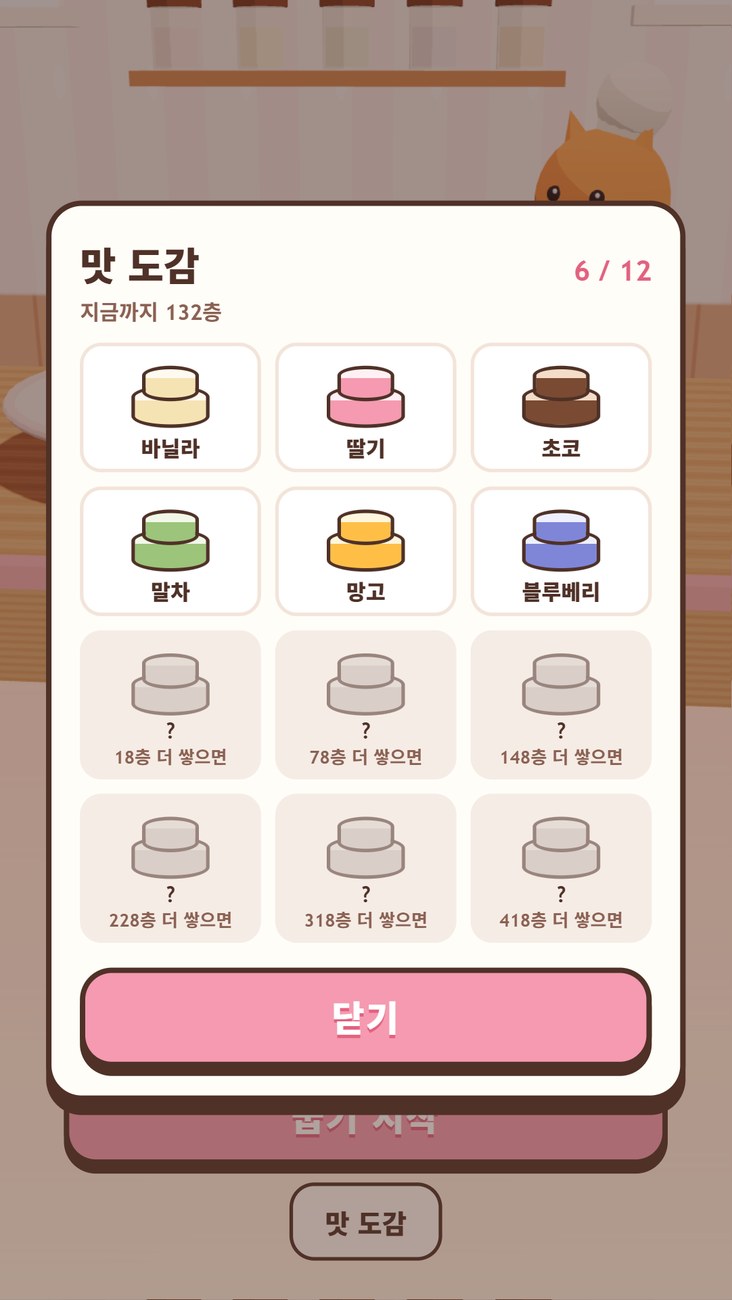 맛 도감
6 / 12
지금까지 132층
바닐라
딸기
초코
말차
망고
블루베리
?
?
?
18층 더 쌓으면
78층 더 쌓으면
148층 더 쌓으면
?
?
?
228층 더 쌓으면
318층 더 쌓으면
418층 더 쌓으면
닫기
맛 도감